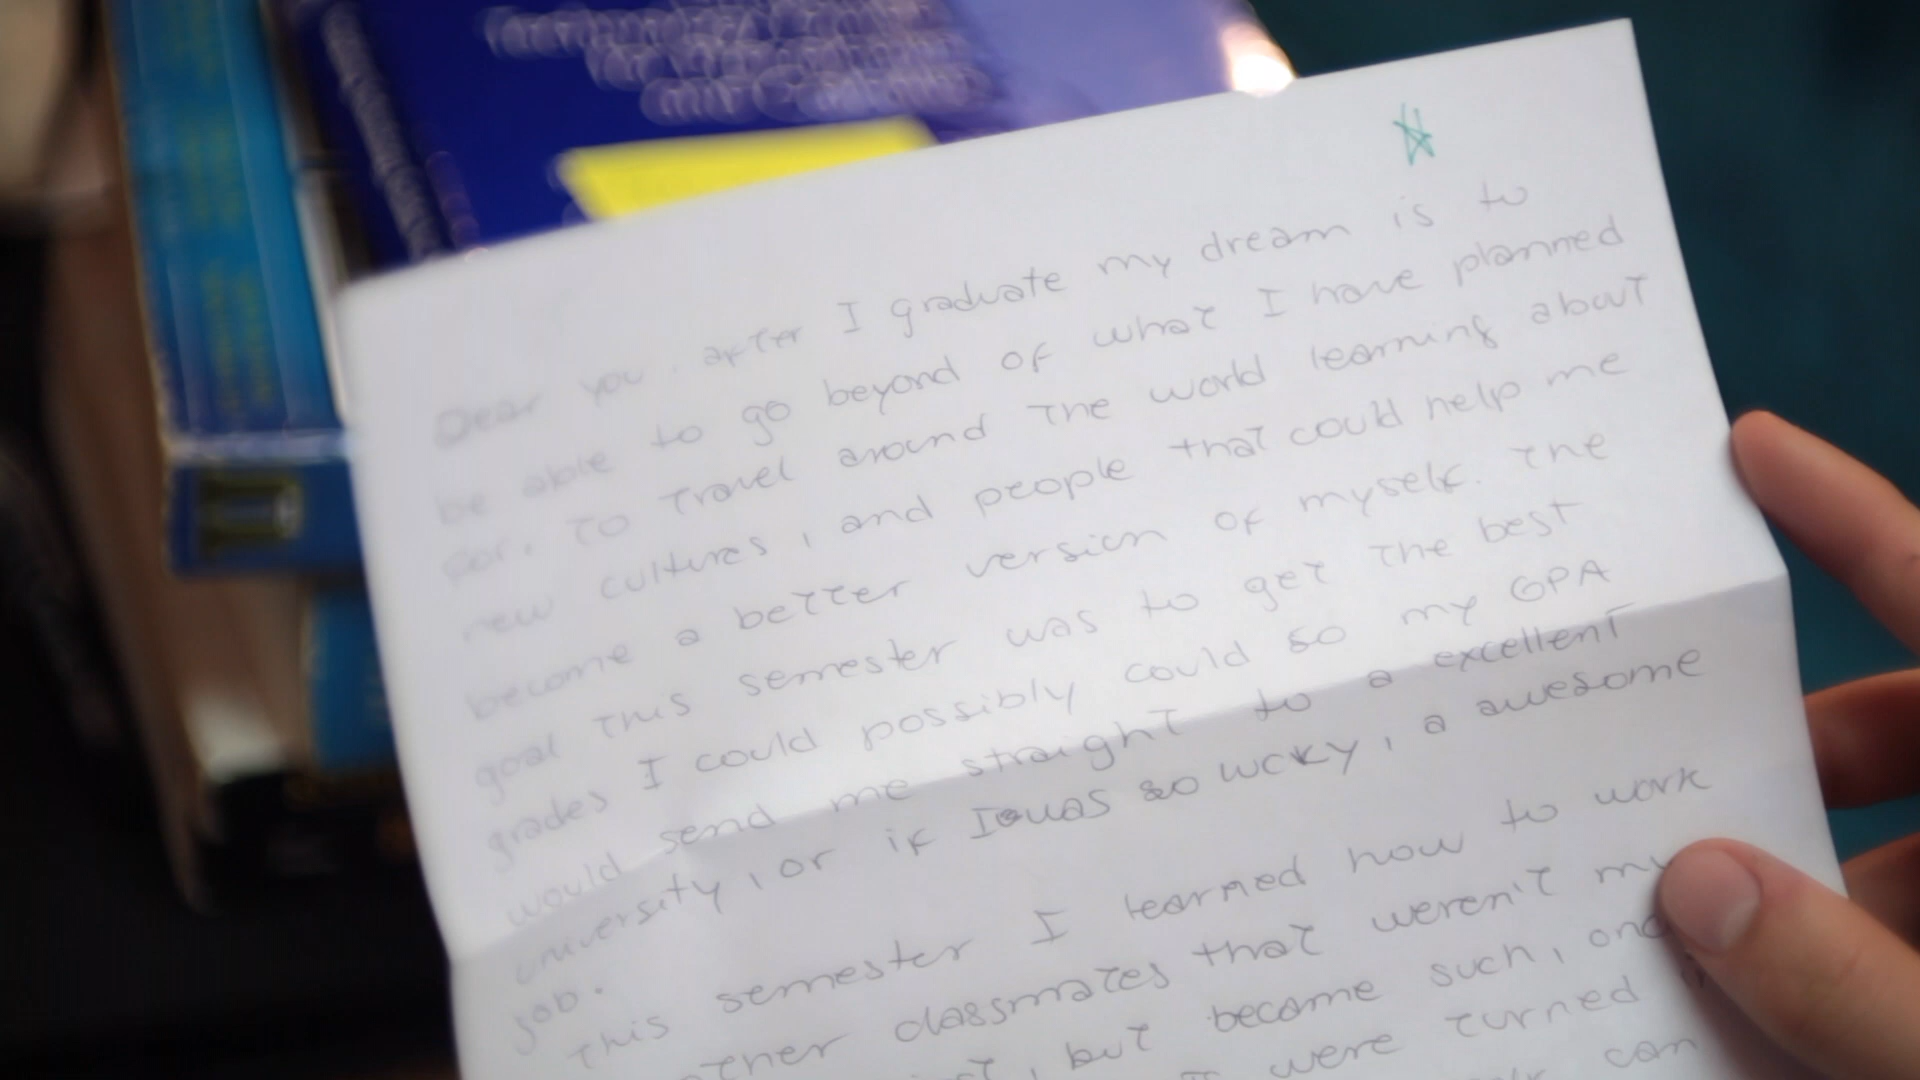 Dear you, after I graduate my dream is to
be able to go beyond of what I have planned
for. To travel around the world learning about
new cultures, and people that could help me
become a better version of myself. The
goal this semester was to get the best
grades I could possibly could so my GPA
would send me straight to a excellent
university, or if I was so lucky, a awesome
job.
This semester I learned how to work
other classmates that weren't my
, but become such, and
were turned
can